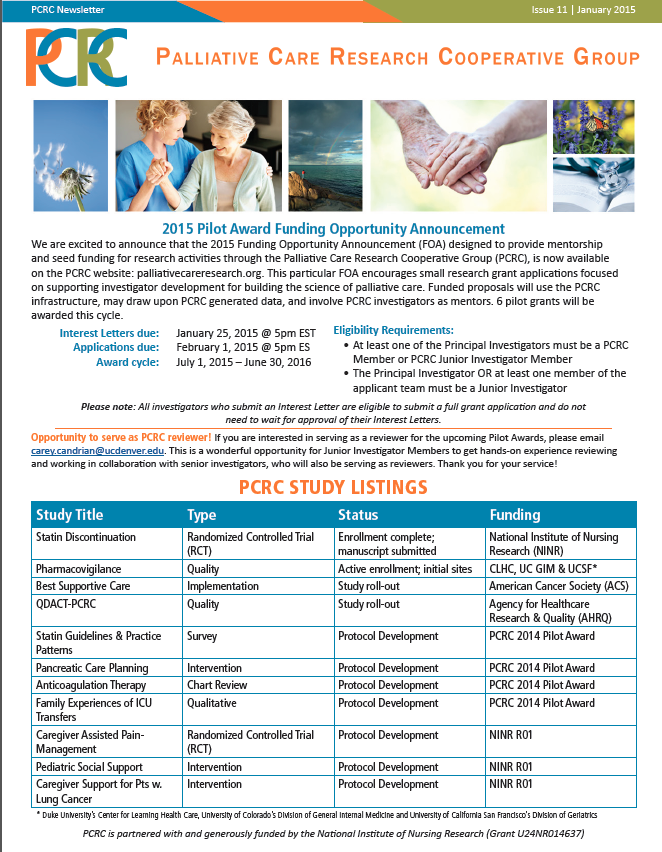 PCRC Newsletter
Issue 11 | January 2015
PCRC
PALLIATIVE CARE RESEARCH COOPERATIVE GROUP
2015 Pilot Award Funding Opportunity Announcement
We are excited to announce that the 2015 Funding Opportunity Announcement (FOA) designed to provide mentorship
and seed funding for research activities through the Palliative Care Research Cooperative Group (PCRC), is now available
on the PCRC website: palliativecareresearch.org. This particular FOA encourages small research grant applications focused
on supporting investigator development for building the science of palliative care. Funded proposals will use the PCRC
infrastructure, may draw upon PCRC generated data, and involve PCRC investigators as mentors. 6 pilot grants will be
awarded this cycle.
Interest Letters due: January 25, 2015 @ 5pm EST
Applications due: February 1, 2015 @ 5pm ES
Award cycle: July 1, 2015 – June 30, 2016
Eligibility Requirements:
• At least one of the Principal Investigators must be a PCRC
Member or PCRC Junior Investigator Member
• The Principal Investigator OR at least one member of the
applicant team must be a Junior Investigator
Please note: All investigators who submit an Interest Letter are eligible to submit a full grant application and do not
need to wait for approval of their Interest Letters.
Opportunity to serve as PCRC reviewer! If you are interested in serving as a reviewer for the upcoming Pilot Awards, please email
carey.candrian@ucdenver.edu. This is a wonderful opportunity for Junior Investigator Members to get hands-on experience reviewing
and working in collaboration with senior investigators, who will also be serving as reviewers. Thank you for your service!
PCRC STUDY LISTINGS
Study Title Type Status Funding
Statin Discontinuation Randomized Controlled Trial Enrollment complete; National Institute of Nursing
(RCT) manuscript submitted Research (NINR)
Pharmacovigilance Quality Active enrollment; initial sites CLHC, UC GIM & UCSF*
Best Supportive Care Implementation Study roll-out American Cancer Society (ACS)
QDACT-PCRC Quality Study roll-out Agency for Healthcare
Research & Quality (AHRQ)
Statin Guidelines & Practice Survey Protocol Development PCRC 2014 Pilot Award
Patterns
Pancreatic Care Planning Intervention Protocol Development PCRC 2014 Pilot Award
Anticoagulation Therapy Chart Review Protocol Development PCRC 2014 Pilot Award
Family Experiences of ICU Qualitative Protocol Development PCRC 2014 Pilot Award
Transfers
Caregiver Assisted Pain- Randomized Controlled Trial Protocol Development NINR R01
Management (RCT)
Pediatric Social Support Intervention Protocol Development NINR R01
Caregiver Support for Pts w. Intervention Protocol Development NINR R01
Lung Cancer
* Duke University's Center for Learning Health Care, University of Colorado's Division of General Internal Medicine and University of California San Francisco's Division of Geriatrics
PCRC is partnered with and generously funded by the National Institute of Nursing Research (Grant U24NR014637)